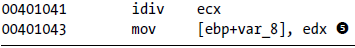 00401041 idiv ecx
00401043 mov [ebp+var_8], edx ❺